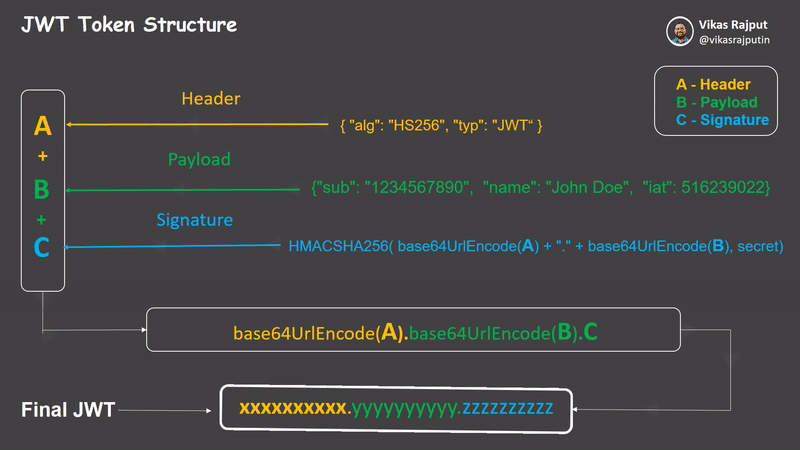 JWT Token Structure
Vikas Rajput
@vikasrajputin
A - Header
B - Payload
C - Signature
Header
A
{ "alg": "HS256", "typ": "JWT“ }
+
Payload
B
{"sub": "1234567890", "name": "John Doe", "iat": 516239022}
+
Signature
C
HMACSHA256( base64UrlEncode(A) + "." + base64UrlEncode(B), secret)
base64UrlEncode(A).base64UrlEncode(B).C
Final JWT
xxxxxxxxxx.yyyyyyyyyy.zzzzzzzzzz